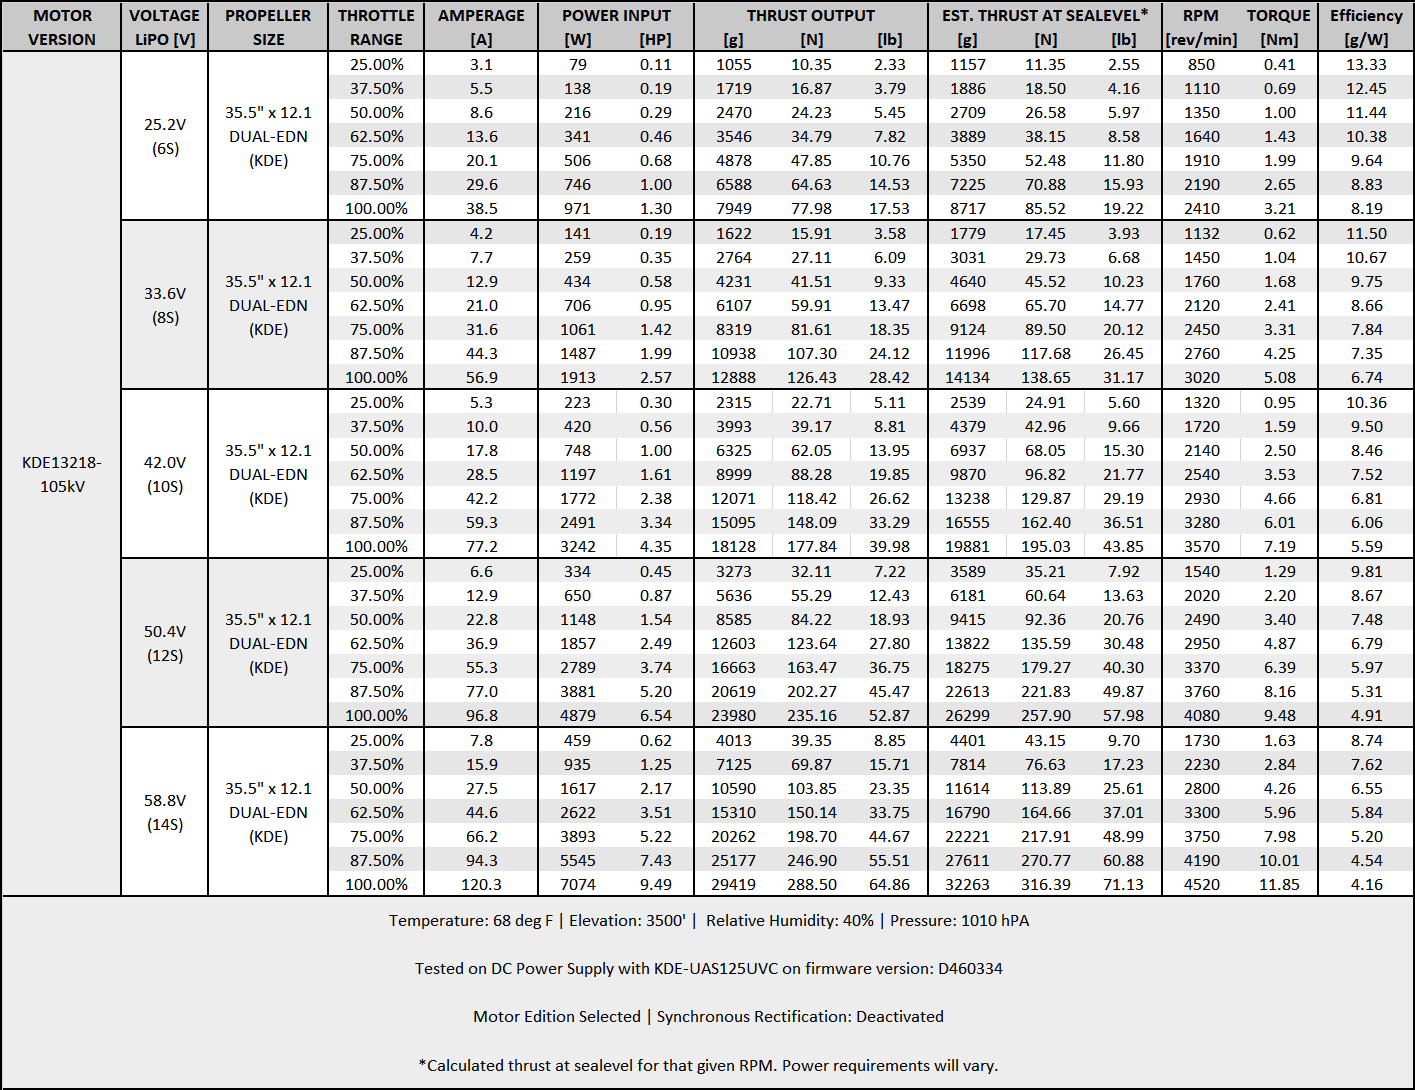 MOTOR VOLTAGE PROPELLER THROTTLE AMPERAGE POWER INPUT THRUST OUTPUT EST. THRUST AT SEALEVEL* RPM TORQUE Efficiency
VERSION LiPO [V] SIZE RANGE [A] [W] [HP] [g] [N] [lb] [g] [N] [lb] [rev/min] [Nm] [g/W]
25.00% 3.1 79 0.11 1055 10.35 2.33 1157 11.35 2.55 850 0.41 13.33
37.50% 5.5 138 0.19 1719 16.87 3.79 1886 18.50 4.16 1110 0.69 12.45
35.5" x 12.1 50.00% 8.6 216 0.29 2470 24.23 5.45 2709 26.58 5.97 1350 1.00 11.44
25.2V
DUAL-EDN 62.50% 13.6 341 0.46 3546 34.79 7.82 3889 38.15 8.58 1640 1.43 10.38
(6S)
(KDE) 75.00% 20.1 506 0.68 4878 47.85 10.76 5350 52.48 11.80 1910 1.99 9.64
87.50% 29.6 746 1.00 6588 64.63 14.53 7225 70.88 15.93 2190 2.65 8.83
100.00% 38.5 971 1.30 7949 77.98 17.53 8717 85.52 19.22 2410 3.21 8.19
25.00% 4.2 141 0.19 1622 15.91 3.58 1779 17.45 3.93 1132 0.62 11.50
37.50% 7.7 259 0.35 2764 27.11 6.09 3031 29.73 6.68 1450 1.04 10.67
35.5" x 12.1 50.00% 12.9 434 0.58 4231 41.51 9.33 4640 45.52 10.23 1760 1.68 9.75
33.6V
DUAL-EDN 62.50% 21.0 706 0.95 6107 59.91 13.47 6698 65.70 14.77 2120 2.41 8.66
(8S)
(KDE) 75.00% 31.6 1061 1.42 8319 81.61 18.35 9124 89.50 20.12 2450 3.31 7.84
87.50% 44.3 1487 1.99 10938 107.30 24.12 11996 117.68 26.45 2760 4.25 7.35
100.00% 56.9 1913 2.57 12888 126.43 28.42 14134 138.65 31.17 3020 5.08 6.74
25.00% 5.3 223 0.30 2315 22.71 5.11 2539 24.91 5.60 1320 0.95 10.36
37.50% 10.0 420 0.56 3993 39.17 8.81 4379 42.96 9.66 1720 1.59 9.50
35.5" x 12.1 50.00% 17.8 748 1.00 6325 62.05 13.95 6937 68.05 15.30 2140 2.50 8.46
KDE13218- 42.0V
DUAL-EDN 62.50% 28.5 1197 1.61 8999 88.28 19.85 9870 96.82 21.77 2540 3.53 7.52
105kV (10S)
(KDE) 75.00% 42.2 1772 2.38 12071 118.42 26.62 13238 129.87 29.19 2930 4.66 6.81
87.50% 59.3 2491 3.34 15095 148.09 33.29 16555 162.40 36.51 3280 6.01 6.06
100.00% 77.2 3242 4.35 18128 177.84 39.98 19881 195.03 43.85 3570 7.19 5.59
25.00% 6.6 334 0.45 3273 32.11 7.22 3589 35.21 7.92 1540 1.29 9.81
37.50% 12.9 650 0.87 5636 55.29 12.43 6181 60.64 13.63 2020 2.20 8.67
35.5" x 12.1 50.00% 22.8 1148 1.54 8585 84.22 18.93 9415 92.36 20.76 2490 3.40 7.48
50.4V
DUAL-EDN 62.50% 36.9 1857 2.49 12603 123.64 27.80 13822 135.59 30.48 2950 4.87 6.79
(12S)
(KDE) 75.00% 55.3 2789 3.74 16663 163.47 36.75 18275 179.27 40.30 3370 6.39 5.97
87.50% 77.0 3881 5.20 20619 202.27 45.47 22613 221.83 49.87 3760 8.16 5.31
100.00% 96.8 4879 6.54 23980 235.16 52.87 26299 257.90 57.98 4080 9.48 4.91
25.00% 7.8 459 0.62 4013 39.35 8.85 4401 43.15 9.70 1730 1.63 8.74
37.50% 15.9 935 1.25 7125 69.87 15.71 7814 76.63 17.23 2230 2.84 7.62
35.5" x 12.1 50.00% 27.5 1617 2.17 10590 103.85 23.35 11614 113.89 25.61 2800 4.26 6.55
58.8V
DUAL-EDN 62.50% 44.6 2622 3.51 15310 150.14 33.75 16790 164.66 37.01 3300 5.96 5.84
(14S)
(KDE) 75.00% 66.2 3893 5.22 20262 198.70 44.67 22221 217.91 48.99 3750 7.98 5.20
87.50% 94.3 5545 7.43 25177 246.90 55.51 27611 270.77 60.88 4190 10.01 4.54
100.00% 120.3 7074 9.49 29419 288.50 64.86 32263 316.39 71.13 4520 11.85 4.16
Temperature: 68 deg F | Elevation: 3500' | Relative Humidity: 40% | Pressure: 1010 hPA
Tested on DC Power Supply with KDE-UAS125UVC on firmware version: D460334
Motor Edition Selected | Synchronous Rectification: Deactivated
*Calculated thrust at sealevel for that given RPM. Power requirements will vary.